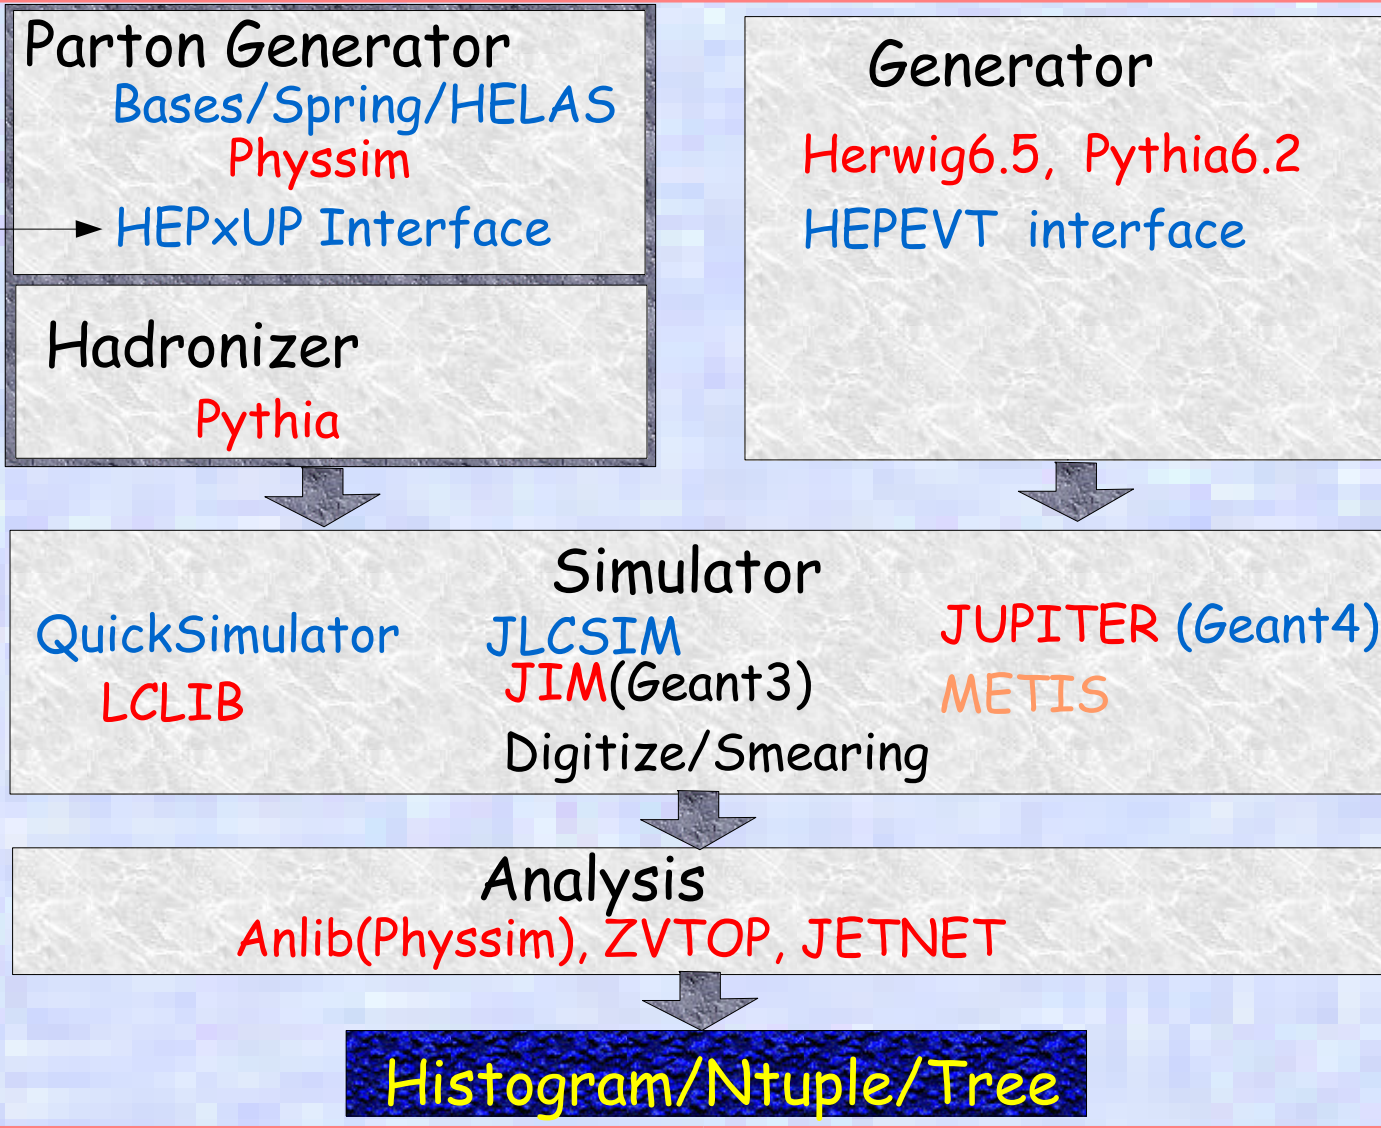 Parton Generator
Bases/Spring/HELAS
Physsim
HEPxUP Interface
Hadronizer
Pythia
Generator
Herwig6.5, Pythia6.2
HEPEVT interface
Simulator
QuickSimulator
LCLIB
JLCSIM
JIM(Geant3)
Digitize/Smearing
JUPITER (Geant4)
METIS
Analysis
Anlib(Physsim), ZVTOP, JETNET
Histogram/Ntuple/Tree